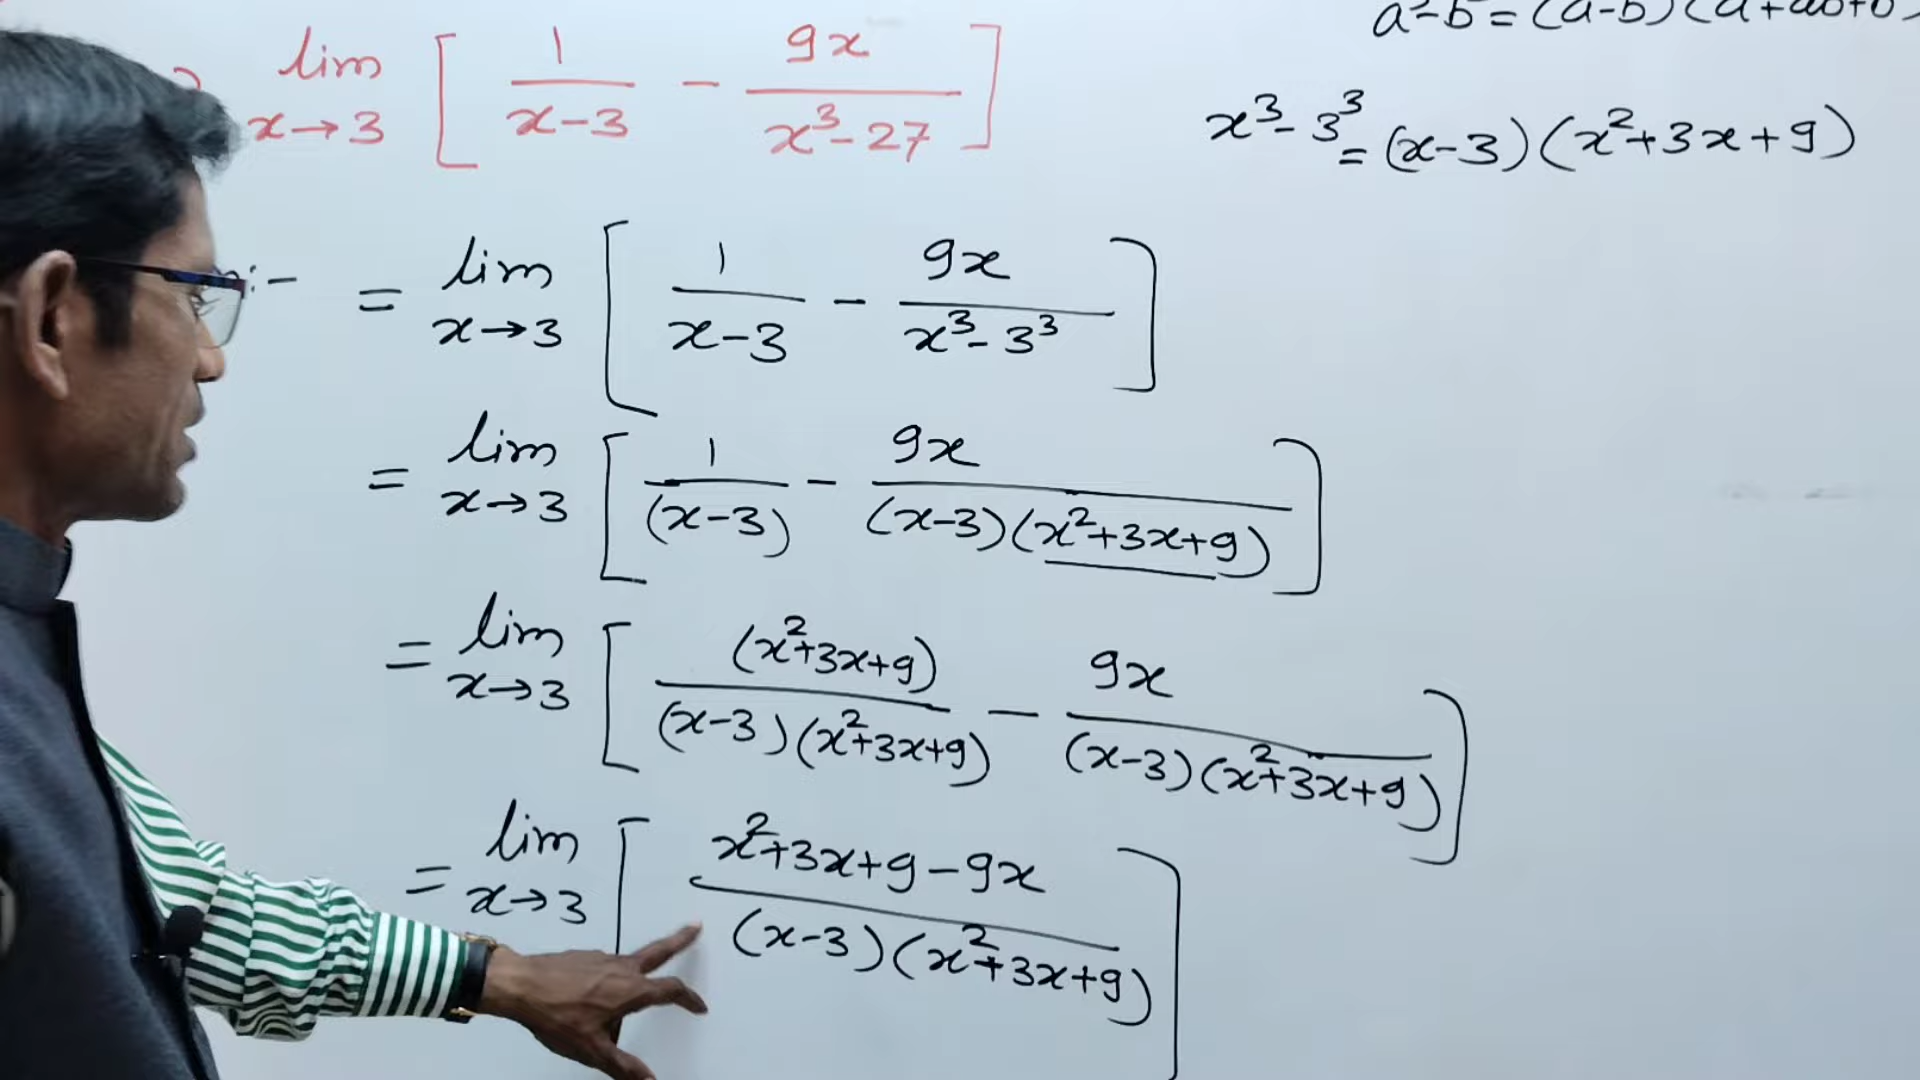 a³-b³ = (a-b)(a²+ab+b²)
lim x→3 [ 1/(x-3) - 9x/(x³-27) ]
x³-3³ = (x-3)(x²+3x+9)
:- = lim x→3 [ 1/(x-3) - 9x/(x³-3³) ]
= lim x→3 [ 1/(x-3) - 9x/((x-3)(x²+3x+9)) ]
= lim x→3 [ (x²+3x+9)/((x-3)(x²+3x+9)) - 9x/((x-3)(x²+3x+9)) ]
= lim x→3 [ (x²+3x+9-9x)/((x-3)(x²+3x+9)) ]